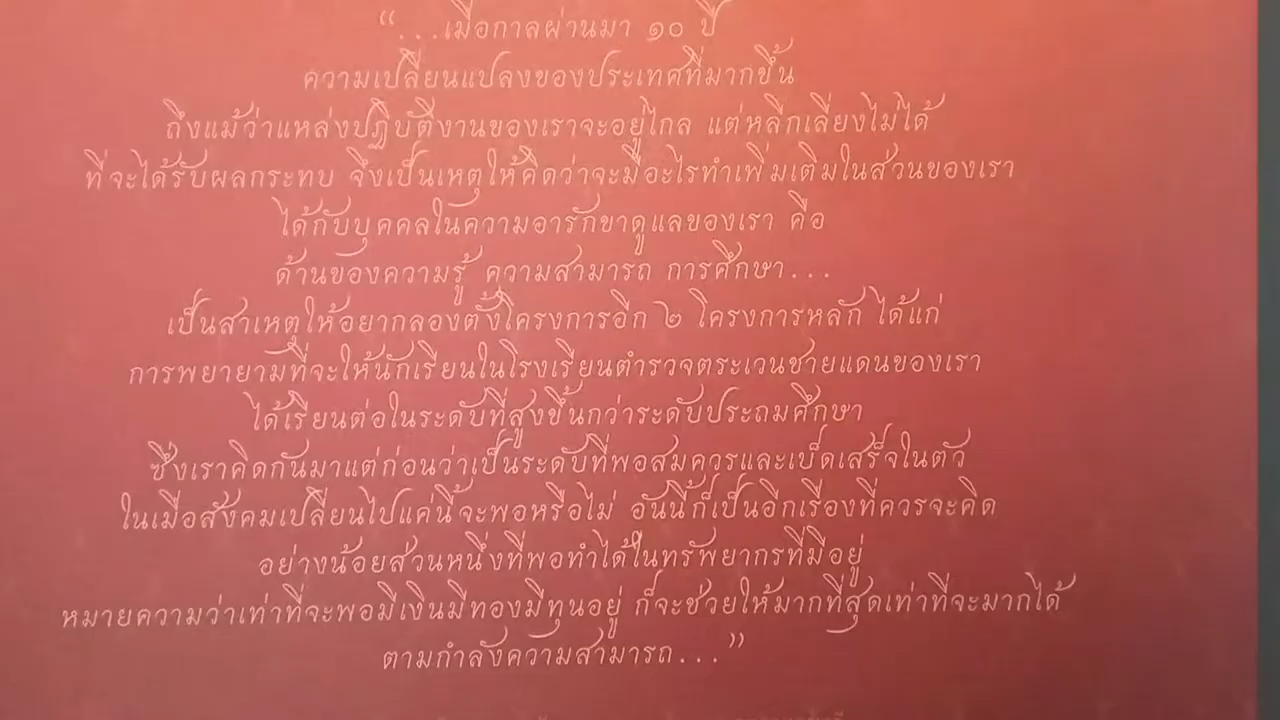 “...เมื่อกาลผ่านมา ๑๐ ปี
ความเปลี่ยนแปลงของประเทศที่มากขึ้น
ถึงแม้ว่าแหล่งปฏิบัติงานของเราจะอยู่ไกล แต่หลีกเลี่ยงไม่ได้
ที่จะได้รับผลกระทบ จึงเป็นเหตุให้คิดว่าจะมีอะไรทำเพิ่มเติมในส่วนของเรา
ได้กับบุคคลในความอารักขาดูแลของเรา คือ
ด้านของความรู้ ความสามารถ การศึกษา...
เป็นสาเหตุให้อยากลองตั้งโครงการอีก ๒ โครงการหลัก ได้แก่
การพยายามที่จะให้นักเรียนในโรงเรียนตำรวจตระเวนชายแดนของเรา
ได้เรียนต่อในระดับที่สูงขึ้นกว่าระดับประถมศึกษา
ซึ่งเราคิดกันมาแต่ก่อนว่าเป็นระดับที่พอสมควรและเบ็ดเสร็จในตัว
ในเมื่อสังคมเปลี่ยนไปแค่นี้จะพอหรือไม่ อันนี้ก็เป็นอีกเรื่องที่ควรจะคิด
อย่างน้อยส่วนหนึ่งที่พอทำได้ในทรัพยากรที่มีอยู่
หมายความว่าเท่าที่จะพอมีเงินมีทองมีทุนอยู่ ก็จะช่วยให้มากที่สุดเท่าที่จะมากได้
ตามกำลังความสามารถ...”